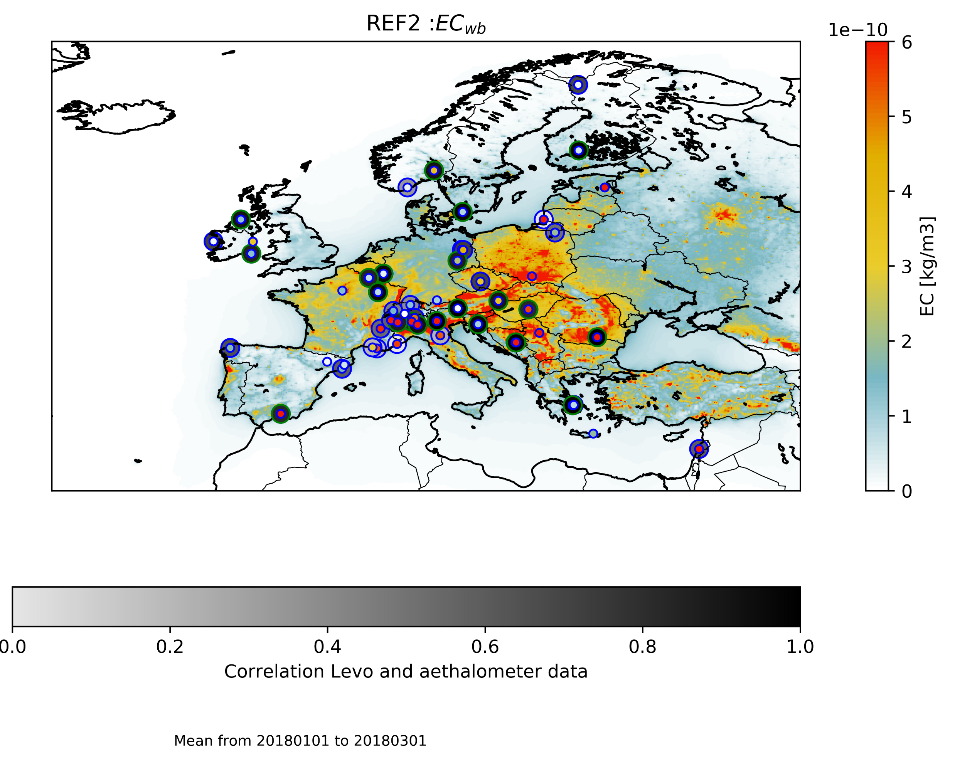 REF2 :EC_wb
1e−10
6
5
4
3
2
1
0
EC [kg/m3]
0.0 0.2 0.4 0.6 0.8 1.0
Correlation Levo and aethalometer data
Mean from 20180101 to 20180301